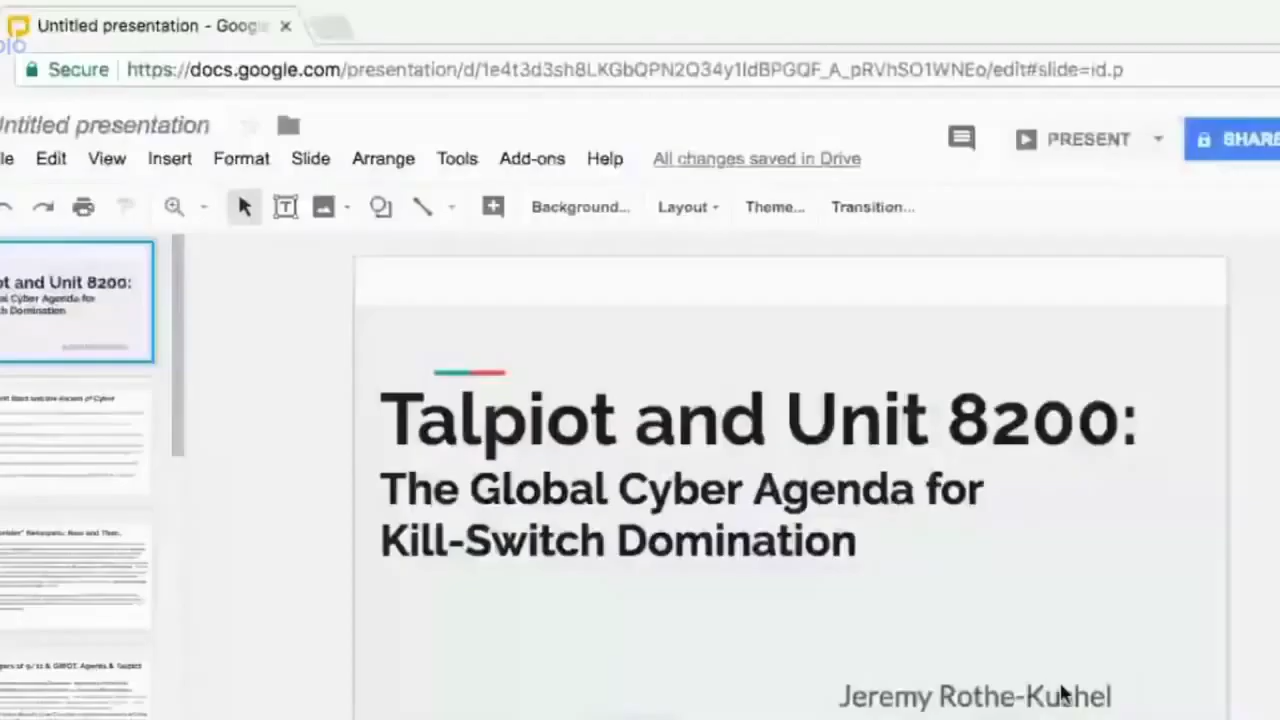 Untitled presentation - Goog
Secure https://docs.google.com/presentation/d/1e4t3d3sh8LKGbQPN2Q34y1ldBPGQF_A_pRVhSO1WNEo/edit#slide=id.p
Untitled presentation
Edit View Insert Format Slide Arrange Tools Add-ons Help All changes saved in Drive
PRESENT SHARE
Background... Layout Theme... Transition...
ot and Unit 8200:
al Cyber Agenda for
h Domination
Talpiot and Unit 8200:
The Global Cyber Agenda for
Kill-Switch Domination
Jeremy Rothe-Kushel